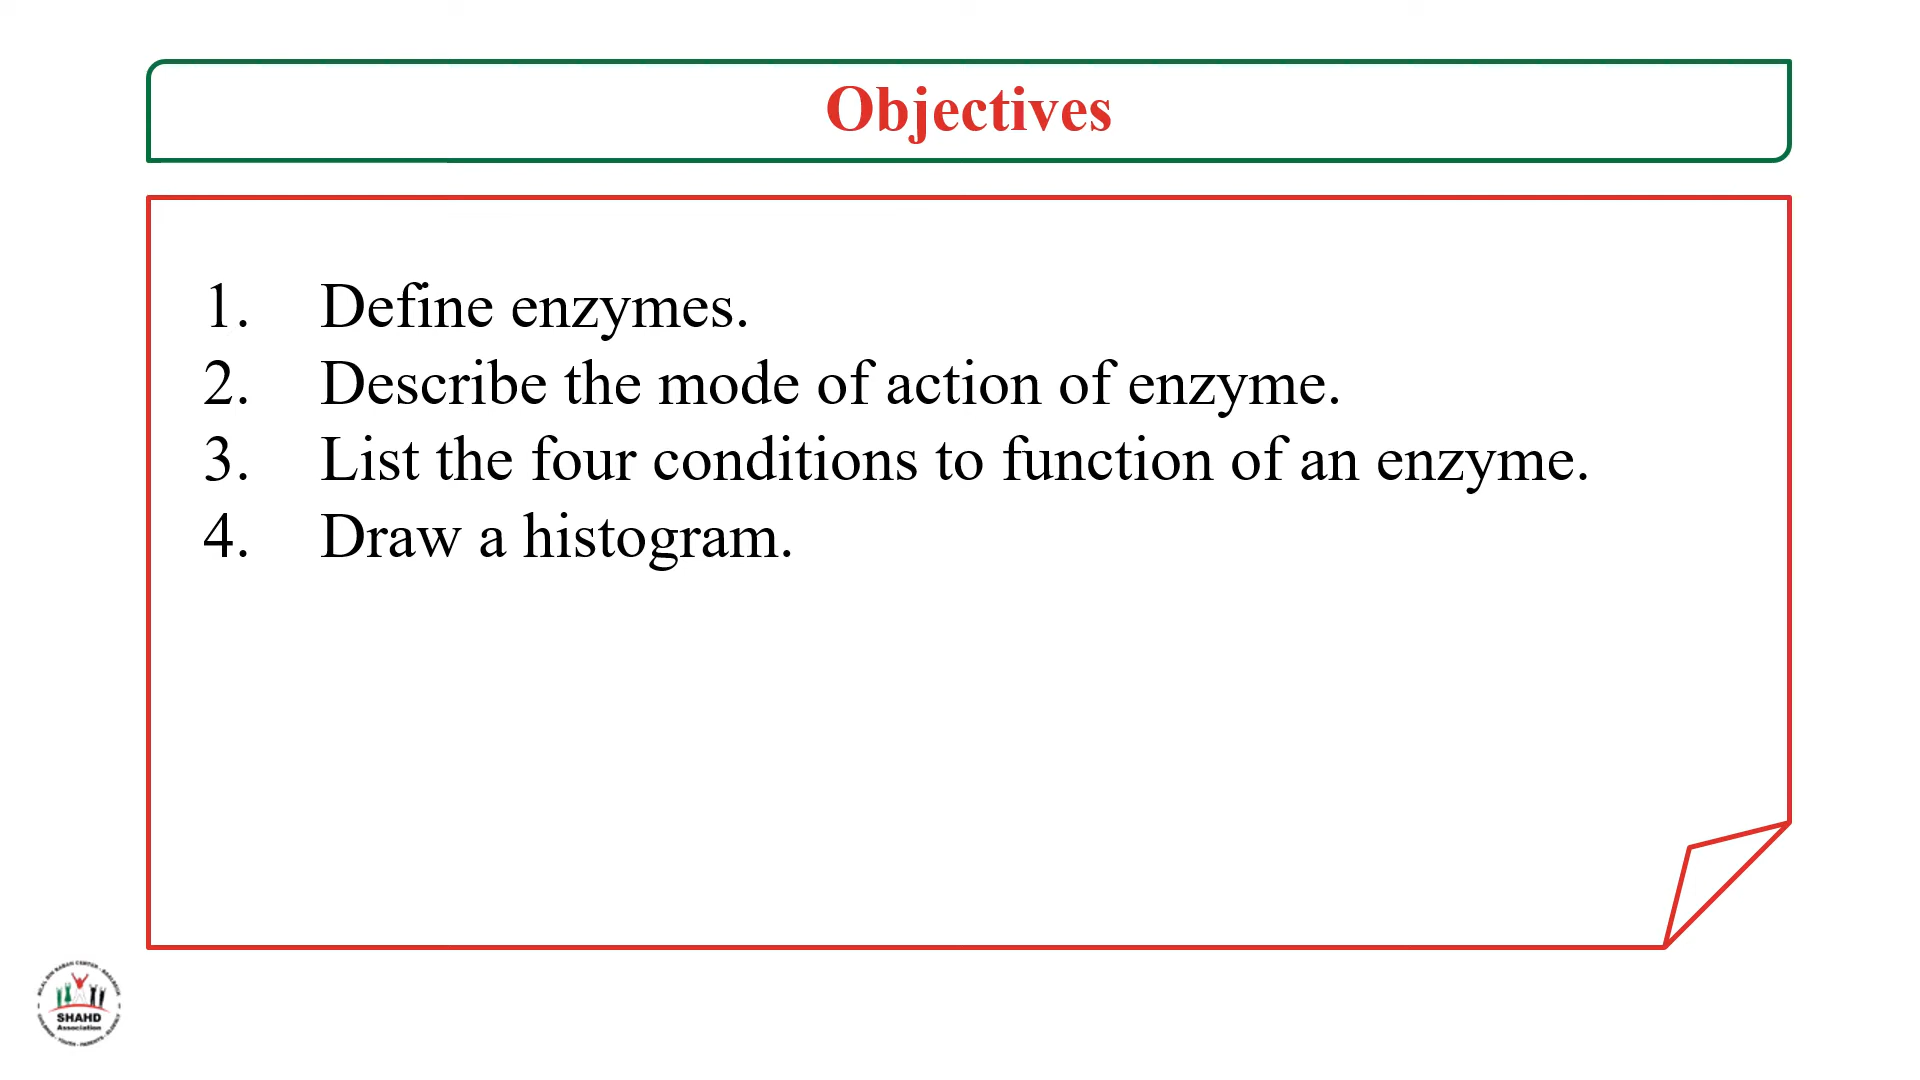 Objectives
1. Define enzymes.
2. Describe the mode of action of enzyme.
3. List the four conditions to function of an enzyme.
4. Draw a histogram.
SHAHD
Association